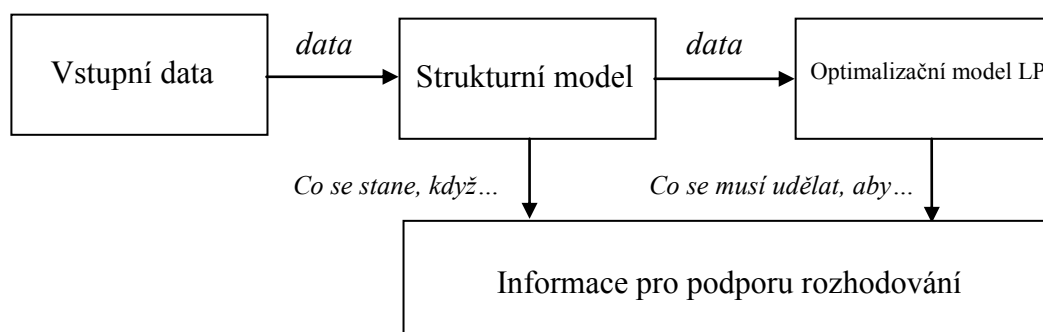 data
data
Vstupní data
Strukturní model
Optimalizační model LP
Co se stane, když…
Co se musí udělat, aby…
Informace pro podporu rozhodování